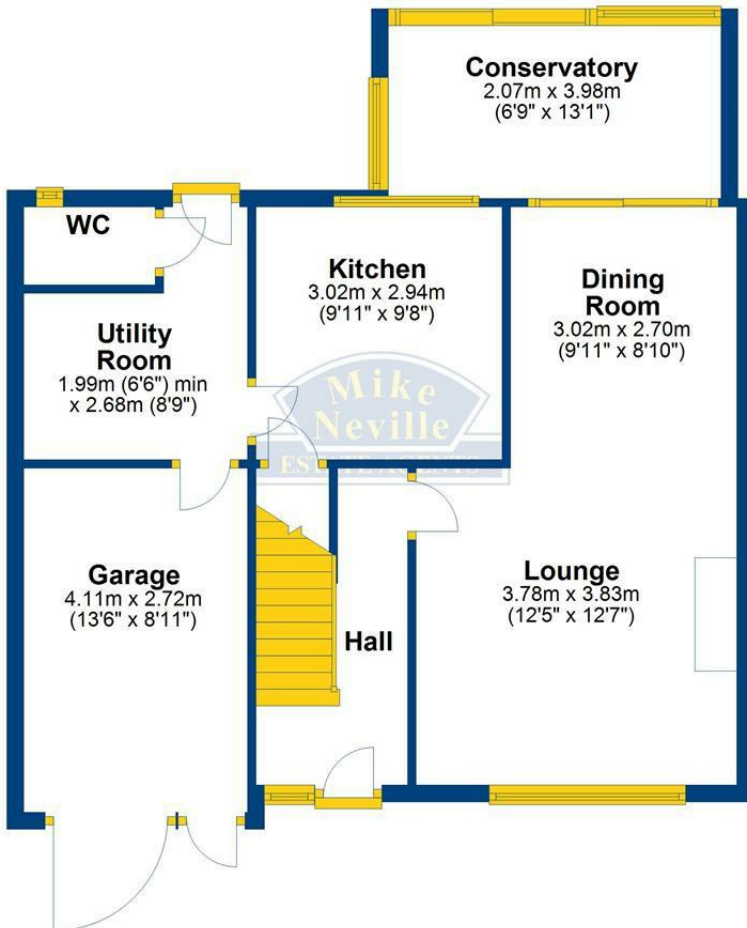 Conservatory
2.07m x 3.98m
(6'9" x 13'1")
WC
Kitchen
3.02m x 2.94m
(9'11" x 9'8")
Dining
Room
3.02m x 2.70m
(9'11" x 8'10")
Utility
Room
1.99m (6'6") min
x 2.68m (8'9")
Mike
Neville
ESTATE AGENTS
Garage
4.11m x 2.72m
(13'6" x 8'11")
Hall
Lounge
3.78m x 3.83m
(12'5" x 12'7")